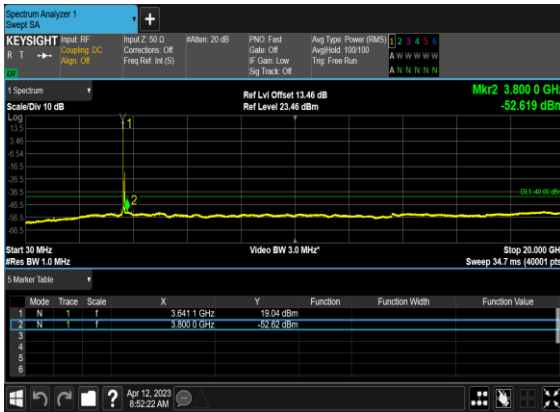 Spectrum Analyzer 1
Swept SA
+
KEYSIGHT Input: RF Input Z: 50 Ω #Atten: 20 dB PNO: Fast Avg Type: Power (RMS) 1 2 3 4 5 6
R T Coupling: DC Corrections: Off Gate: Off Avg|Hold: 100/100 A W W W W W
Align: Off Freq Ref: Int (S) IF Gain: Low Trig: Free Run
Sig Track: Off A N N N N N
1 Spectrum Ref Lvl Offset 13.46 dB Mkr2 3.800 0 GHz
Scale/Div 10 dB Ref Level 23.46 dBm -52.619 dBm
Log
1
13.5
3.46
-6.54
-16.5
-26.5
-36.5 DL1 -40.00 dBm
-46.5 2
-56.5
-66.5
Start 30 MHz Video BW 3.0 MHz* Stop 20.000 GHz
#Res BW 1.0 MHz Sweep 34.7 ms (40001 pts)
5 Marker Table
Mode Trace Scale X Y Function Function Width Function Value
1 N 1 f 3.641 1 GHz 19.04 dBm
2 N 1 f 3.800 0 GHz -52.62 dBm
3
4
5
6
? Apr 12, 2023
8:52:22 AM